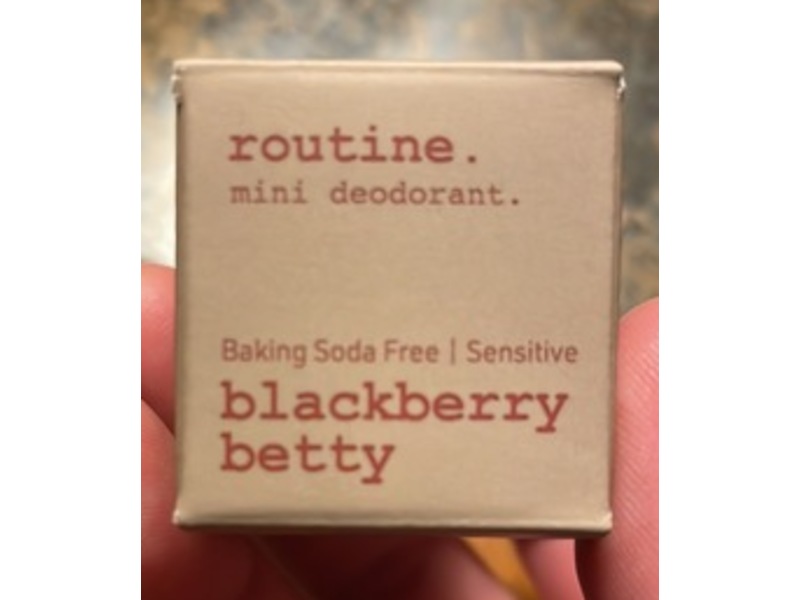 routine.
mini deodorant.
Baking Soda Free | Sensitive
blackberry
betty